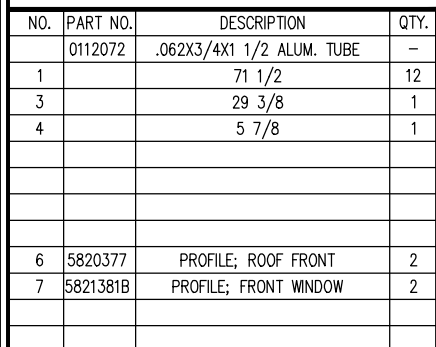 NO. PART NO. DESCRIPTION QTY.
0112072 .062X3/4X1 1/2 ALUM. TUBE –
1 71 1/2 12
3 29 3/8 1
4 5 7/8 1
6 5820377 PROFILE; ROOF FRONT 2
7 5821381B PROFILE; FRONT WINDOW 2